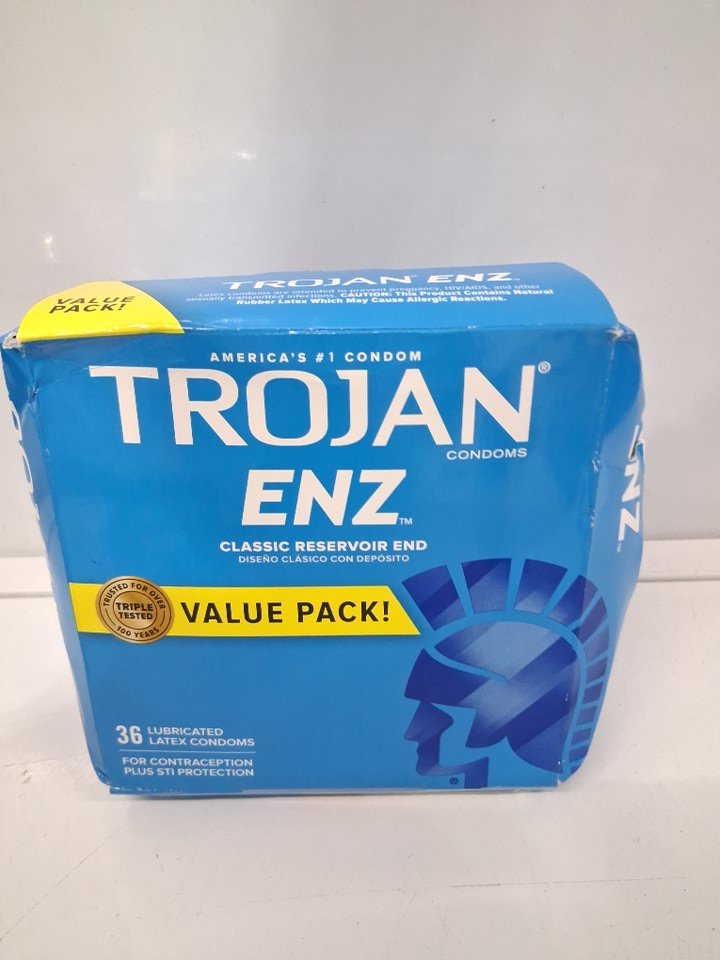 TROJAN ENZ™
Latex condoms are intended to prevent pregnancy, HIV/AIDS, and other
sexually transmitted infections. CAUTION: This Product Contains Natural
Rubber Latex Which May Cause Allergic Reactions.
VALUE
PACK!
AMERICA'S #1 CONDOM
TROJAN®
CONDOMS
ENZ™
CLASSIC RESERVOIR END
DISEÑO CLÁSICO CON DEPÓSITO
TRUSTED FOR OVER
TRIPLE
TESTED
100 YEARS
VALUE PACK!
36 LUBRICATED
LATEX CONDOMS
FOR CONTRACEPTION
PLUS STI PROTECTION
®
ENZ™